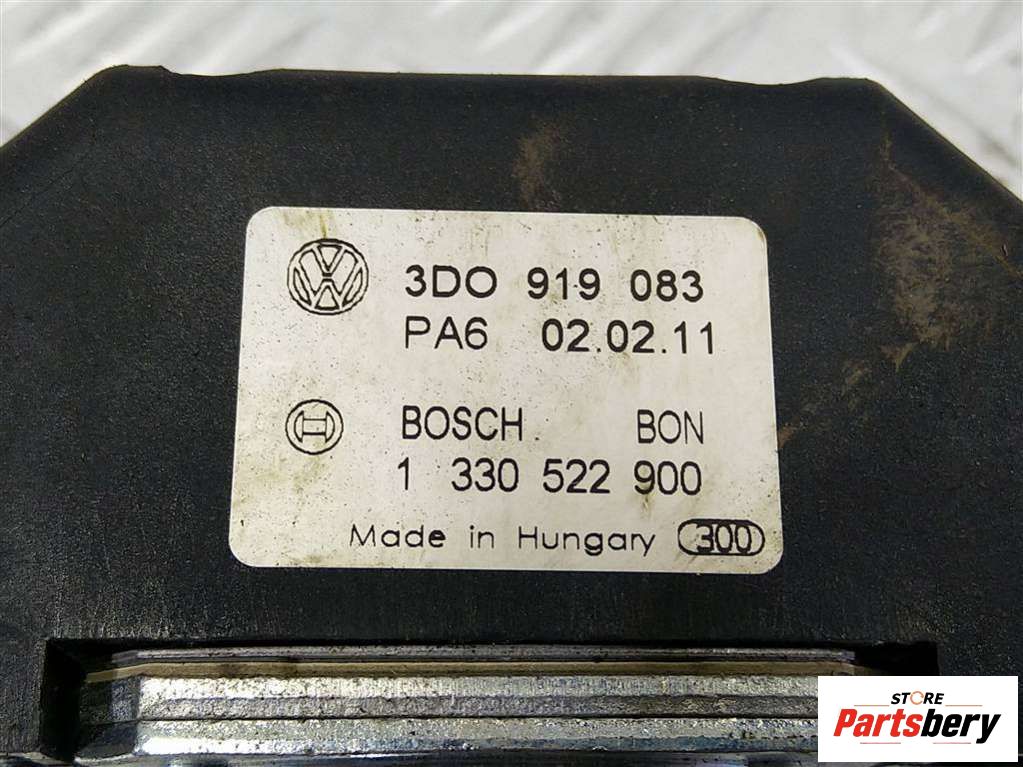 3DO 919 083
PA6 02.02.11
BOSCH. BON
1 330 522 900
Made in Hungary 300
STORE
Partsbery